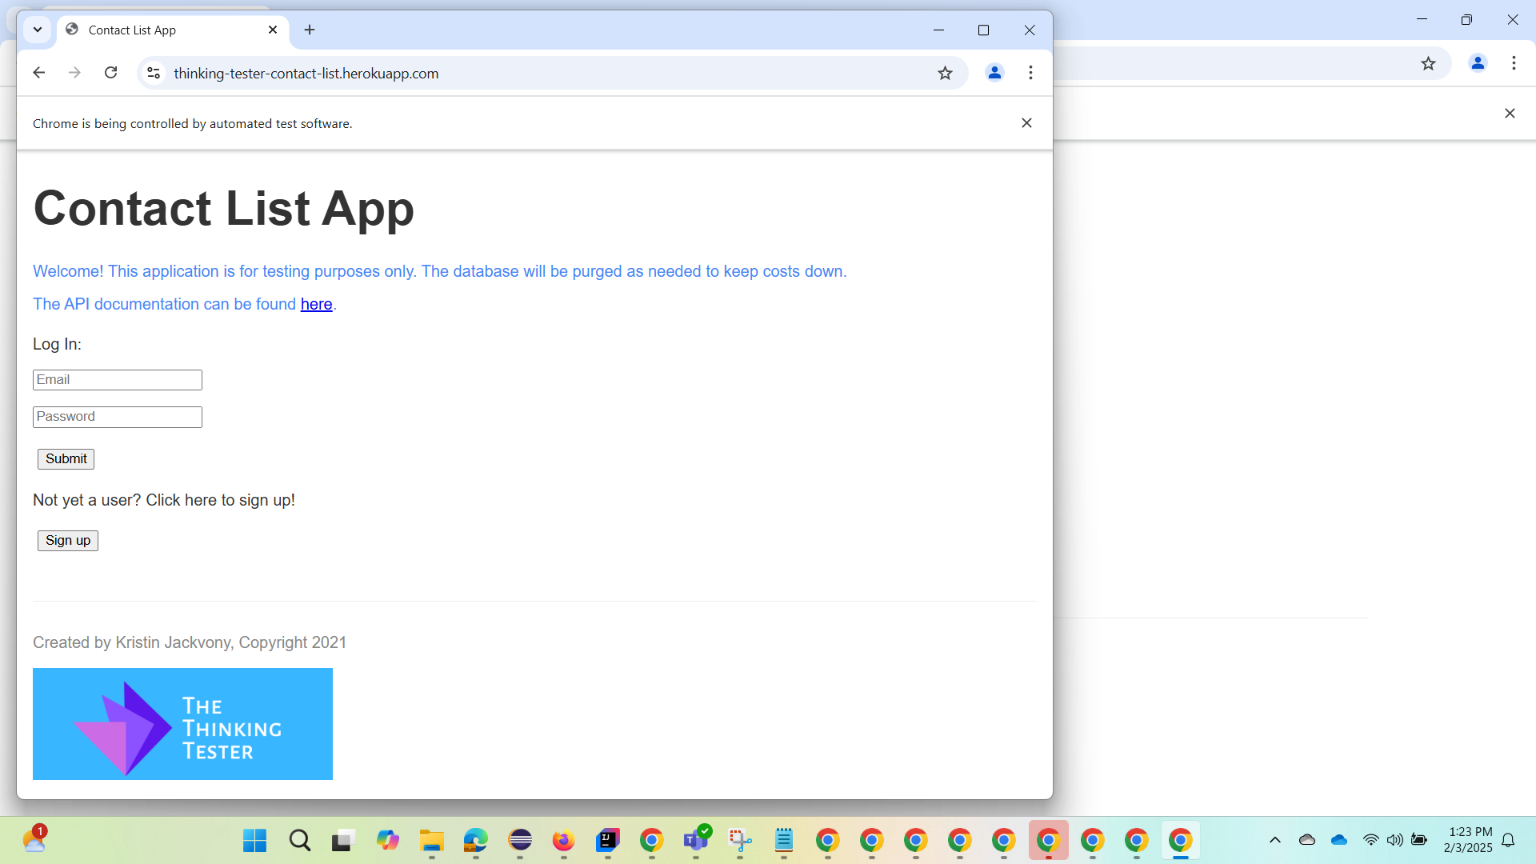 Contact List App
thinking-tester-contact-list.herokuapp.com
Chrome is being controlled by automated test software.
Contact List App
Welcome! This application is for testing purposes only. The database will be purged as needed to keep costs down.
The API documentation can be found here.
Log In:
Email
Password
Submit
Not yet a user? Click here to sign up!
Sign up
Created by Kristin Jackvony, Copyright 2021
THE
THINKING
TESTER
1
1:23 PM
2/3/2025